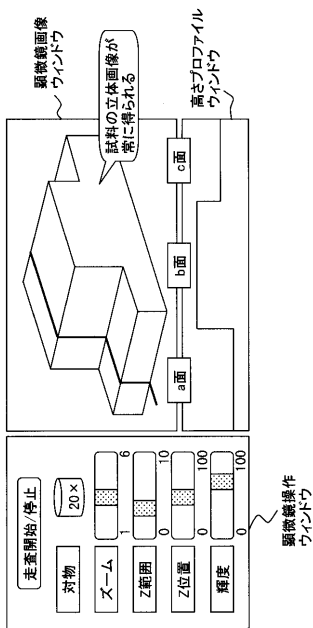 顕微鏡画像
ウィンドウ
試料の立体画像が
常に得られる
a面
b面
c面
高さプロファイル
ウィンドウ
走査開始/停止
対物
20×
ズーム
1
6
Z範囲
0
10
Z位置
0
100
輝度
0
100
顕微鏡操作
ウィンドウ